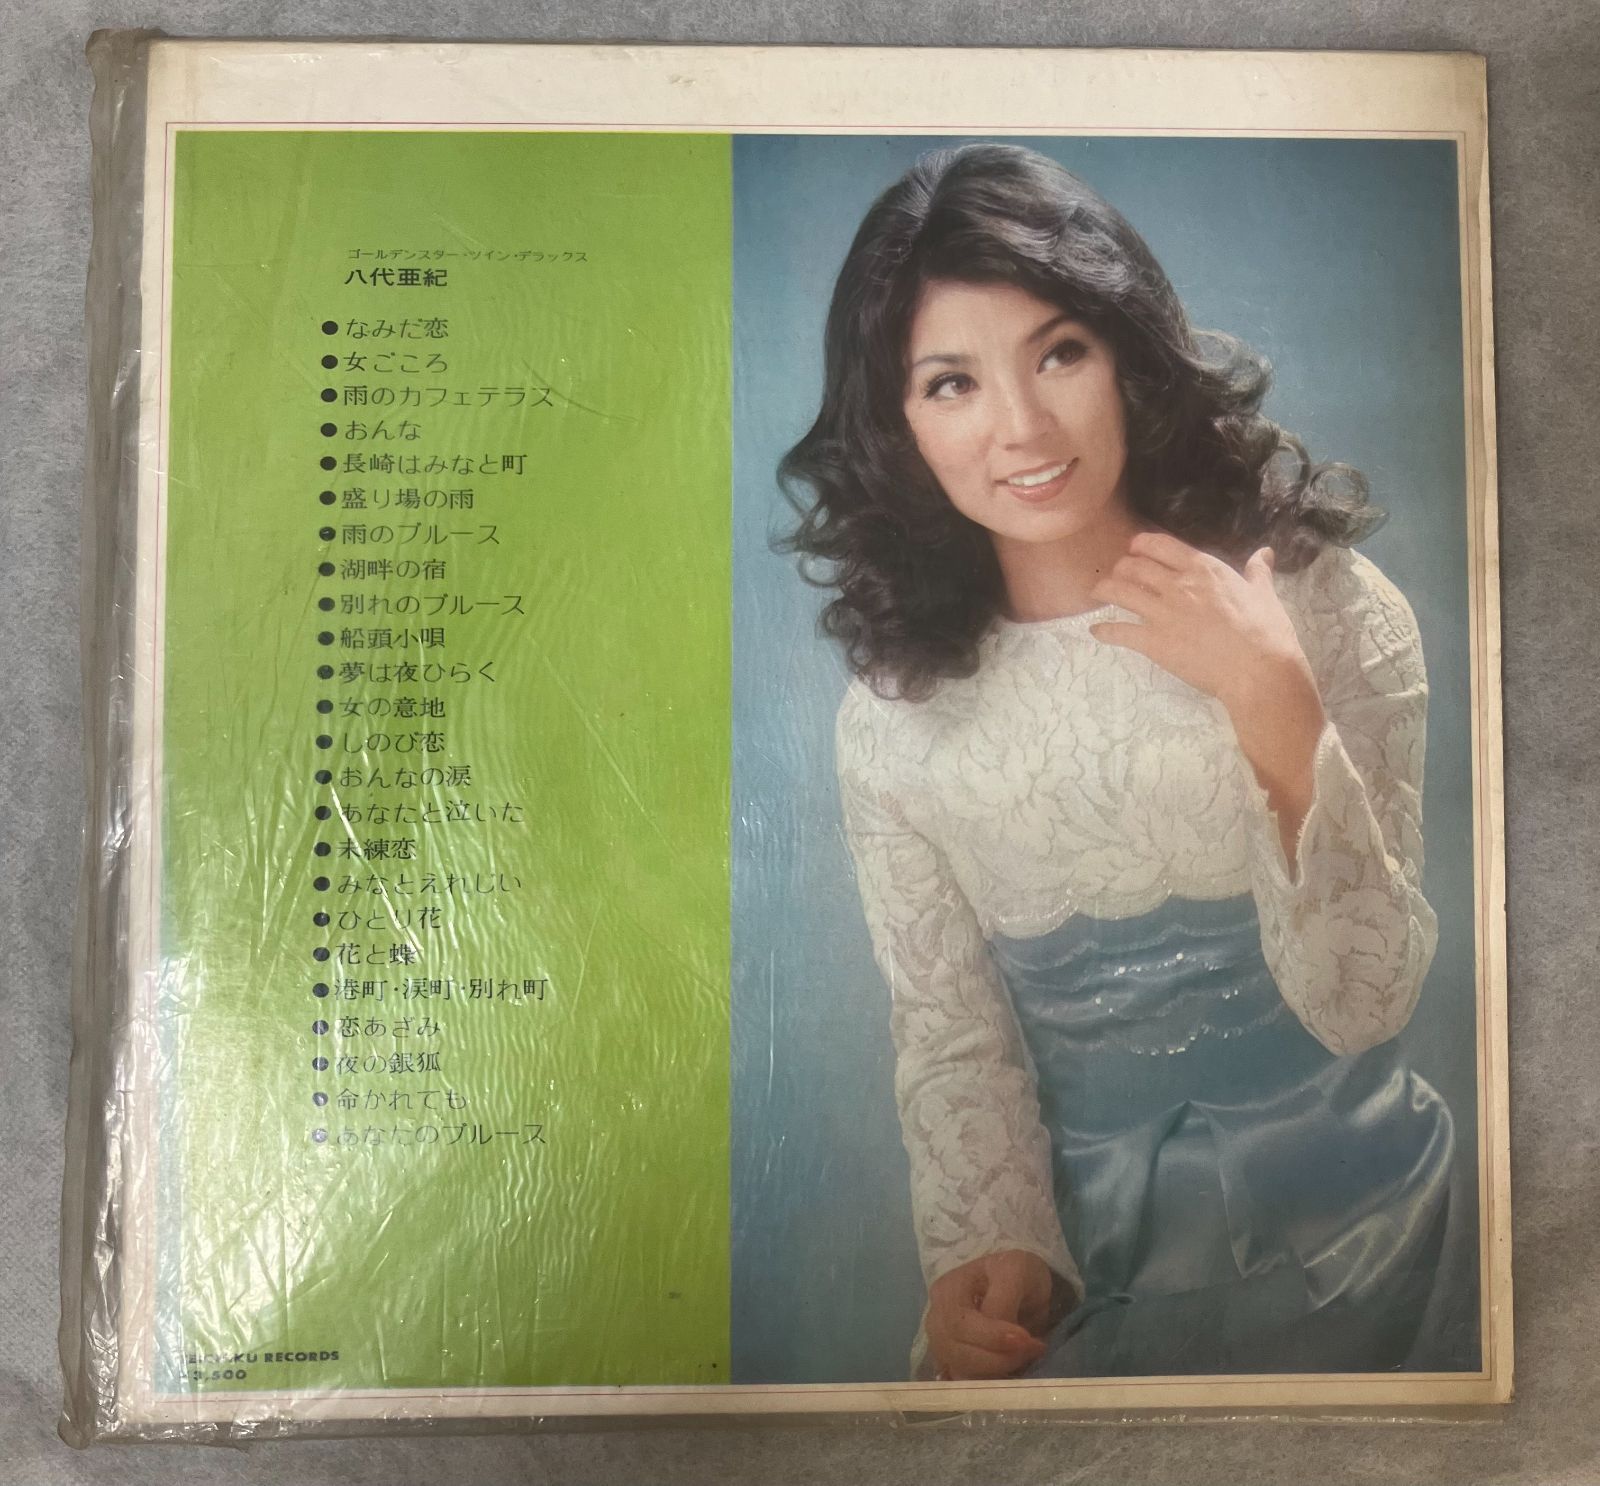 ゴールデンスター・ツイン・デラックス
八代亜紀
●なみだ恋
●女ごころ
●雨のカフェテラス
●おんな
●長崎はみなと町
●盛り場の雨
●雨のブルース
●湖畔の宿
●別れのブルース
●船頭小唄
●夢は夜ひらく
●女の意地
●しのび恋
●おんなの涙
●あなたと泣いた
●未練恋
●みなとえれじい
●ひとり花
●花と蝶
●港町・涙町・別れ町
●恋あざみ
●夜の銀狐
●命かれても
●あなたのブルース
TEICHIKU RECORDS
¥3,500